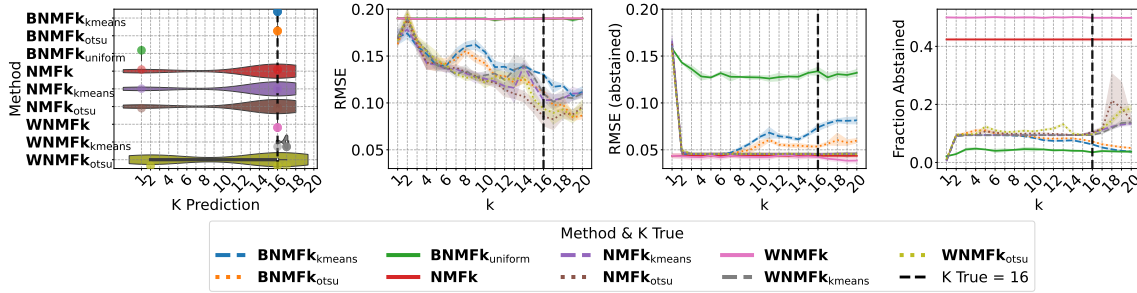 Method
BNMFk_kmeans
BNMFk_otsu
BNMFk_uniform
NMFk
NMFk_kmeans
NMFk_otsu
WNMFk
WNMFk_kmeans
WNMFk_otsu
1 2 4 6 8 10 12 14 16 18 20
K Prediction
RMSE
0.20
0.15
0.10
0.05
1 2 4 6 8 10 12 14 16 18 20
k
RMSE (abstained)
0.20
0.15
0.10
0.05
1 2 4 6 8 10 12 14 16 18 20
k
Fraction Abstained
0.4
0.2
0.0
1 2 4 6 8 10 12 14 16 18 20
k
Method & K True
BNMFk_kmeans BNMFk_uniform NMFk_kmeans WNMFk WNMFk_otsu
BNMFk_otsu NMFk NMFk_otsu WNMFk_kmeans K True = 16